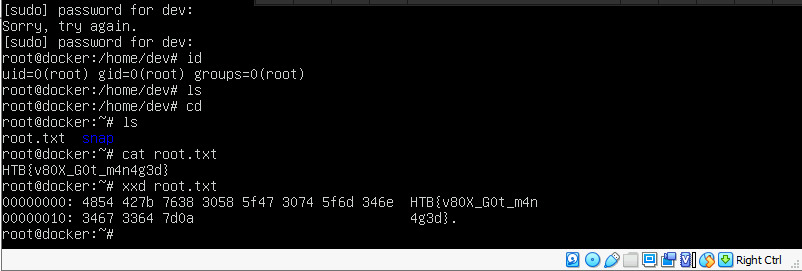 [sudo] password for dev:
Sorry, try again.
[sudo] password for dev:
root@docker:/home/dev# id
uid=0(root) gid=0(root) groups=0(root)
root@docker:/home/dev# ls
root@docker:/home/dev# cd
root@docker:~# ls
root.txt  snap
root@docker:~# cat root.txt
HTB{v80X_G0t_m4n4g3d}
root@docker:~# xxd root.txt
00000000: 4854 427b 7638 3058 5f47 3074 5f6d 346e  HTB{v80X_G0t_m4n
00000010: 3467 3364 7d0a                           4g3d}.
root@docker:~#
Right Ctrl